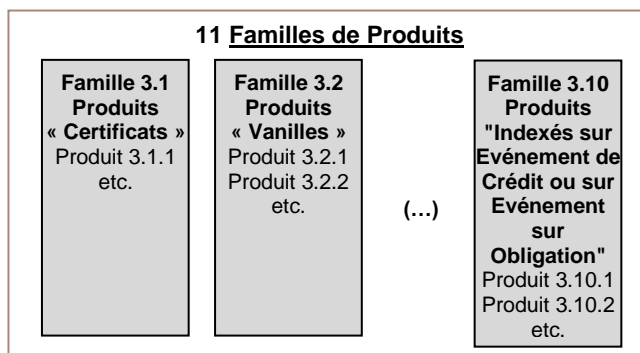 11 Familles de Produits
Famille 3.1
Produits
« Certificats »
Produit 3.1.1
etc.
Famille 3.2
Produits
« Vanilles »
Produit 3.2.1
Produit 3.2.2
etc.
(…)
Famille 3.10
Produits
"Indexés sur
Evénement de
Crédit ou sur
Evénement
sur
Obligation"
Produit 3.10.1
Produit 3.10.2
etc.